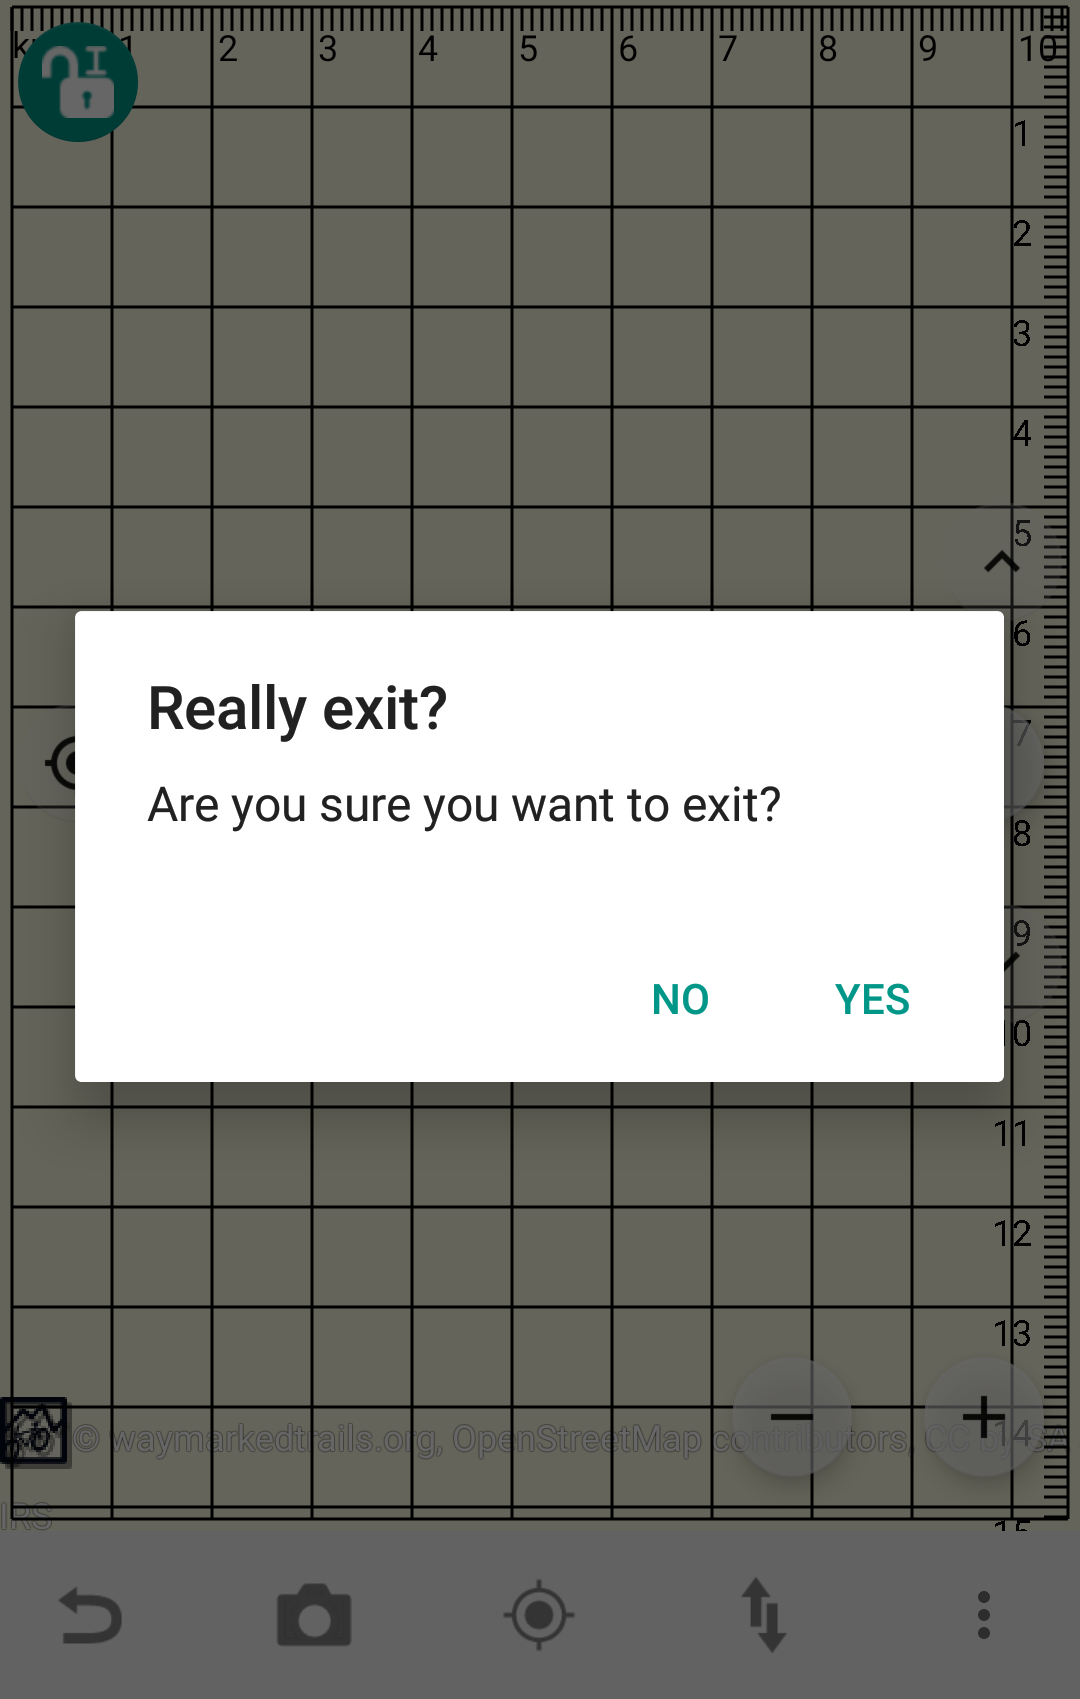 1 2 3 4 5 6 7 8 9 10
1
2
3
4
5
6
7
Really exit?
Are you sure you want to exit?
8
9
NO YES
10
11
12
13
14
© waymarkedtrails.org, OpenStreetMap contributors, CC by-SA
IRS
15